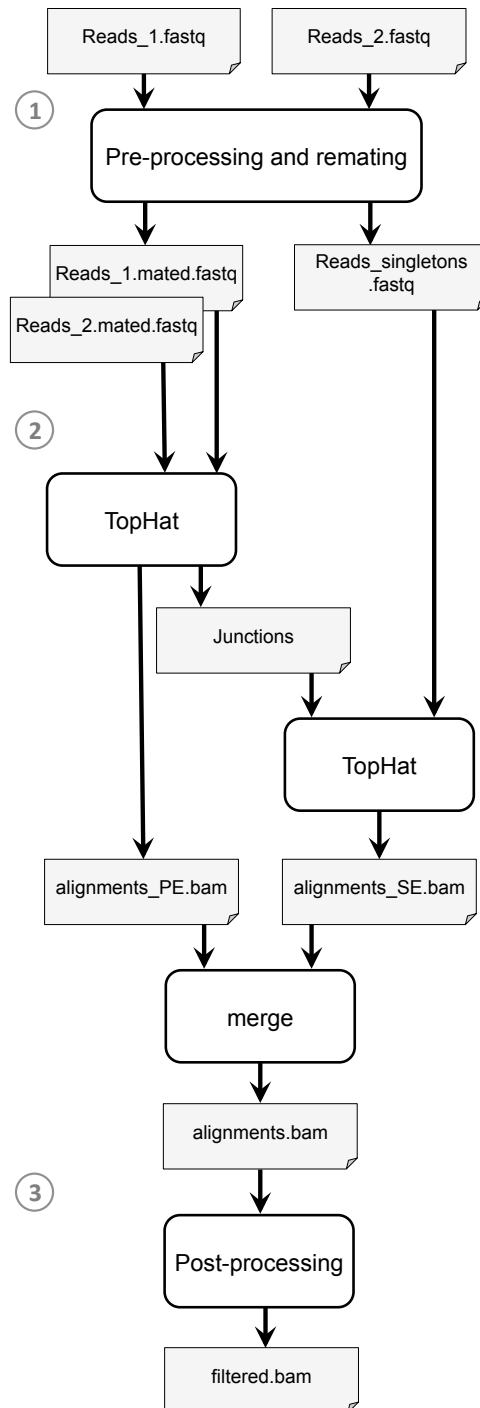 Reads_1.fastq
Reads_2.fastq
1
Pre-processing and remating
Reads_1.mated.fastq
Reads_2.mated.fastq
Reads_singletons
.fastq
2
TopHat
Junctions
TopHat
alignments_PE.bam
alignments_SE.bam
merge
alignments.bam
3
Post-processing
filtered.bam